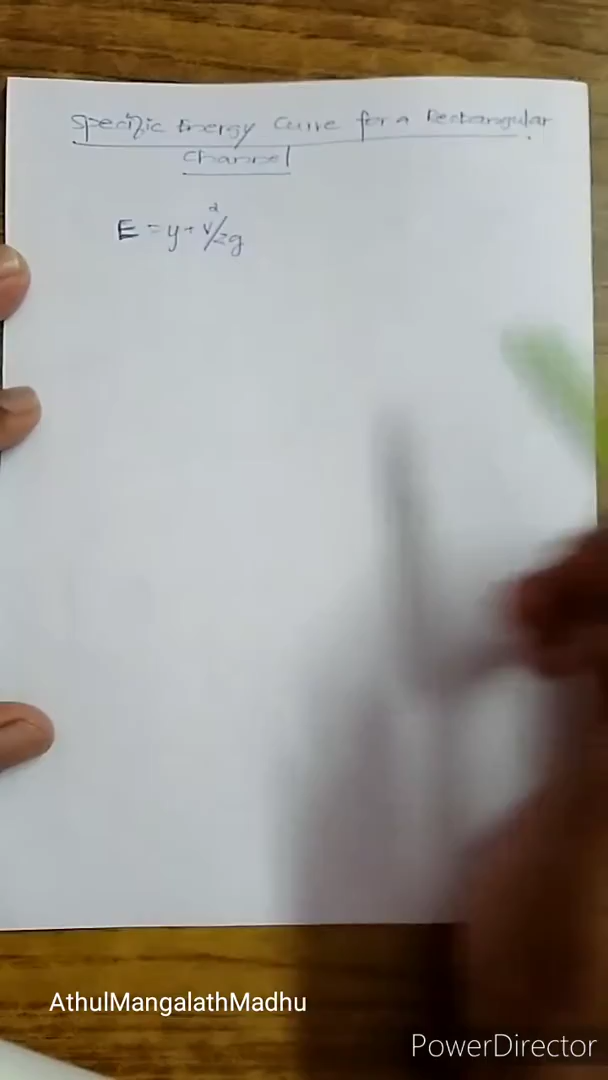 Specific Energy Curve for a Rectangular
Channel
E = y + v²/2g
AthulMangalathMadhu
PowerDirector